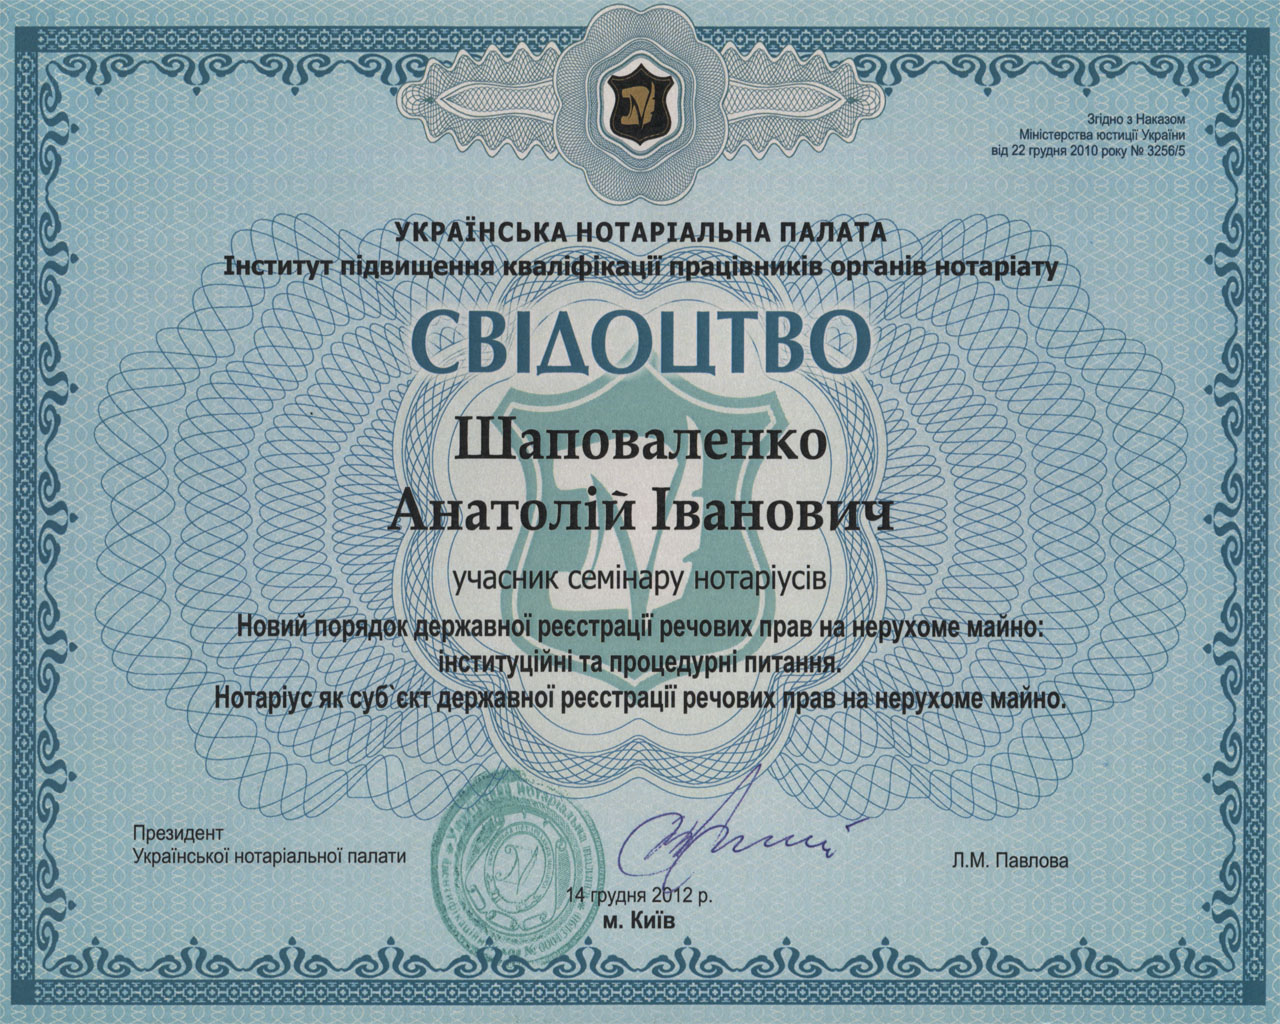 Згідно з Наказом
Міністерства юстиції України
від 22 грудня 2010 року № 3256/5
УКРАЇНСЬКА НОТАРІАЛЬНА ПАЛАТА
Інститут підвищення кваліфікації працівників органів нотаріату
СВІДОЦТВО
Шаповаленко
Анатолій Іванович
учасник семінару нотаріусів
Новий порядок державної реєстрації речових прав на нерухоме майно:
інституційні та процедурні питання.
Нотаріус як суб`єкт державної реєстрації речових прав на нерухоме майно.
Президент
Української нотаріальної палати
Л.М. Павлова
14 грудня 2012 р.
м. Київ